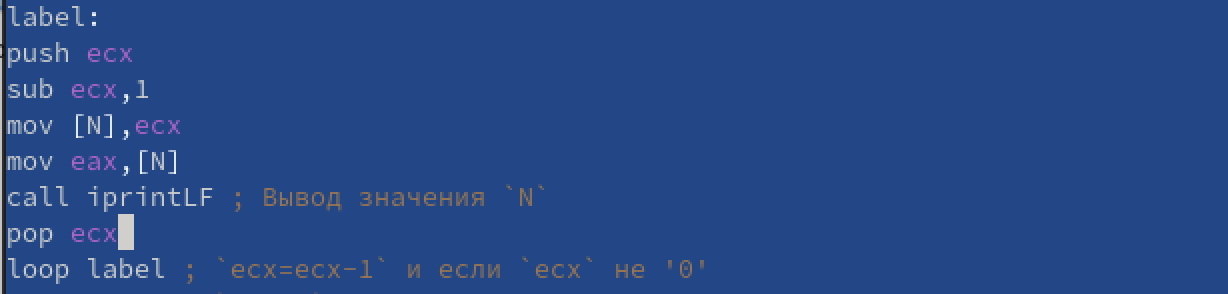 label:
push ecx
sub ecx,1
mov [N],ecx
mov eax,[N]
call iprintLF ; Вывод значения `N`
pop ecx
loop label ; `ecx=ecx-1` и если `ecx` не '0'